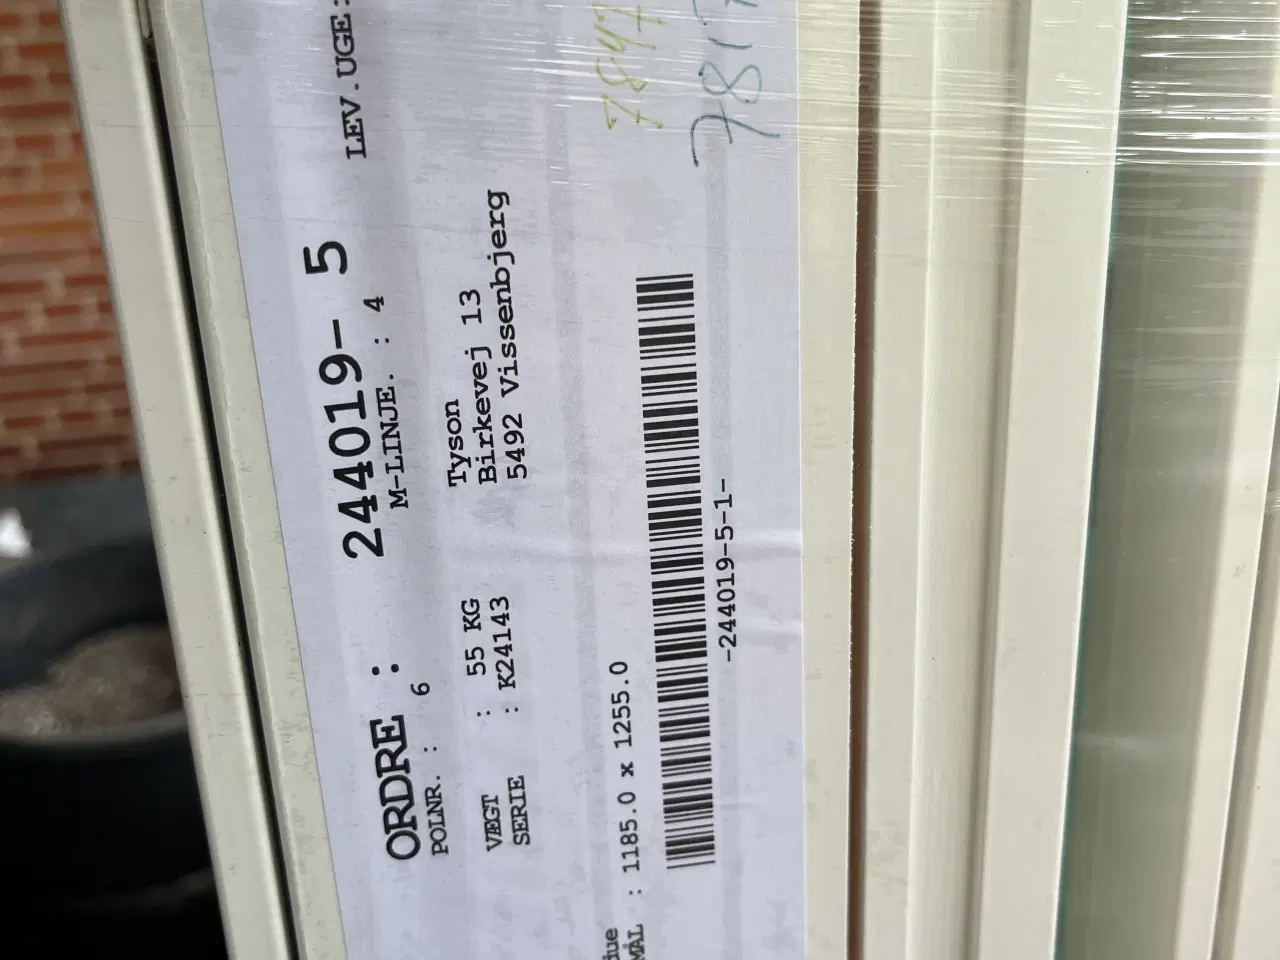 ORDRE : 244019- 5
POLNR. : 6 M-LINJE. : 4 LEV.UGE:
VÆGT : 55 KG Tyson
SERIE : K24143 Birkevej 13
5492 Vissenbjerg
MÅL : 1185.0 x 1255.0
-244019-5-1-